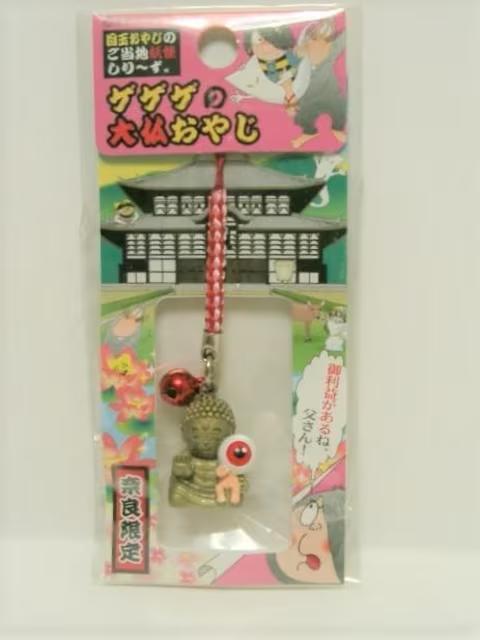 目玉おやじの
ご当地妖怪
しり〜ず。
ゲゲゲの
大仏おやじ
御利益があるね、
父さん!
奈良限定